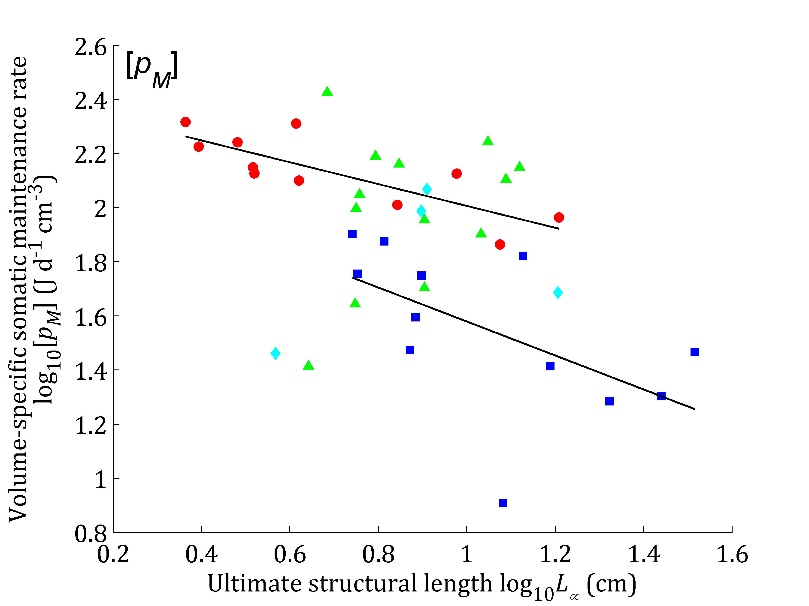 Volume-specific somatic maintenance rate
log10[pM] (J d-1 cm-3)
[pM]
2.6
2.4
2.2
2
1.8
1.6
1.4
1.2
1
0.8
0.2 0.4 0.6 0.8 1 1.2 1.4 1.6
Ultimate structural length log10L∝ (cm)